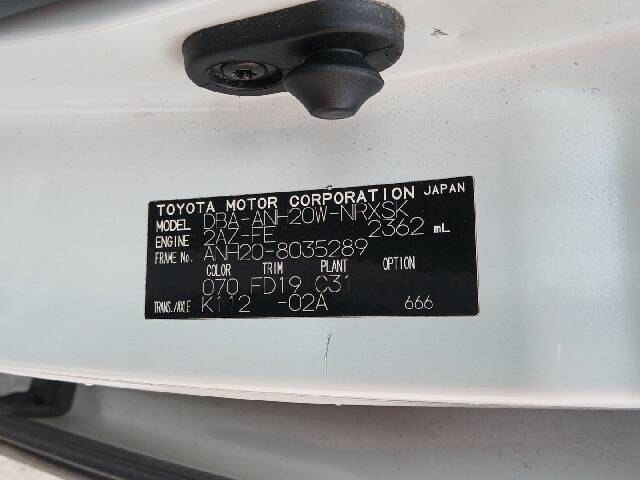 TOYOTA MOTOR CORPORATION JAPAN
MODEL DBA-ANH20W-NRXSK
ENGINE 2AZ-FE 2362 mL
FRAME No. ANH20-8035289
COLOR TRIM PLANT OPTION
070 FD19 C31
TRANS./AXLE K112 -02A 666